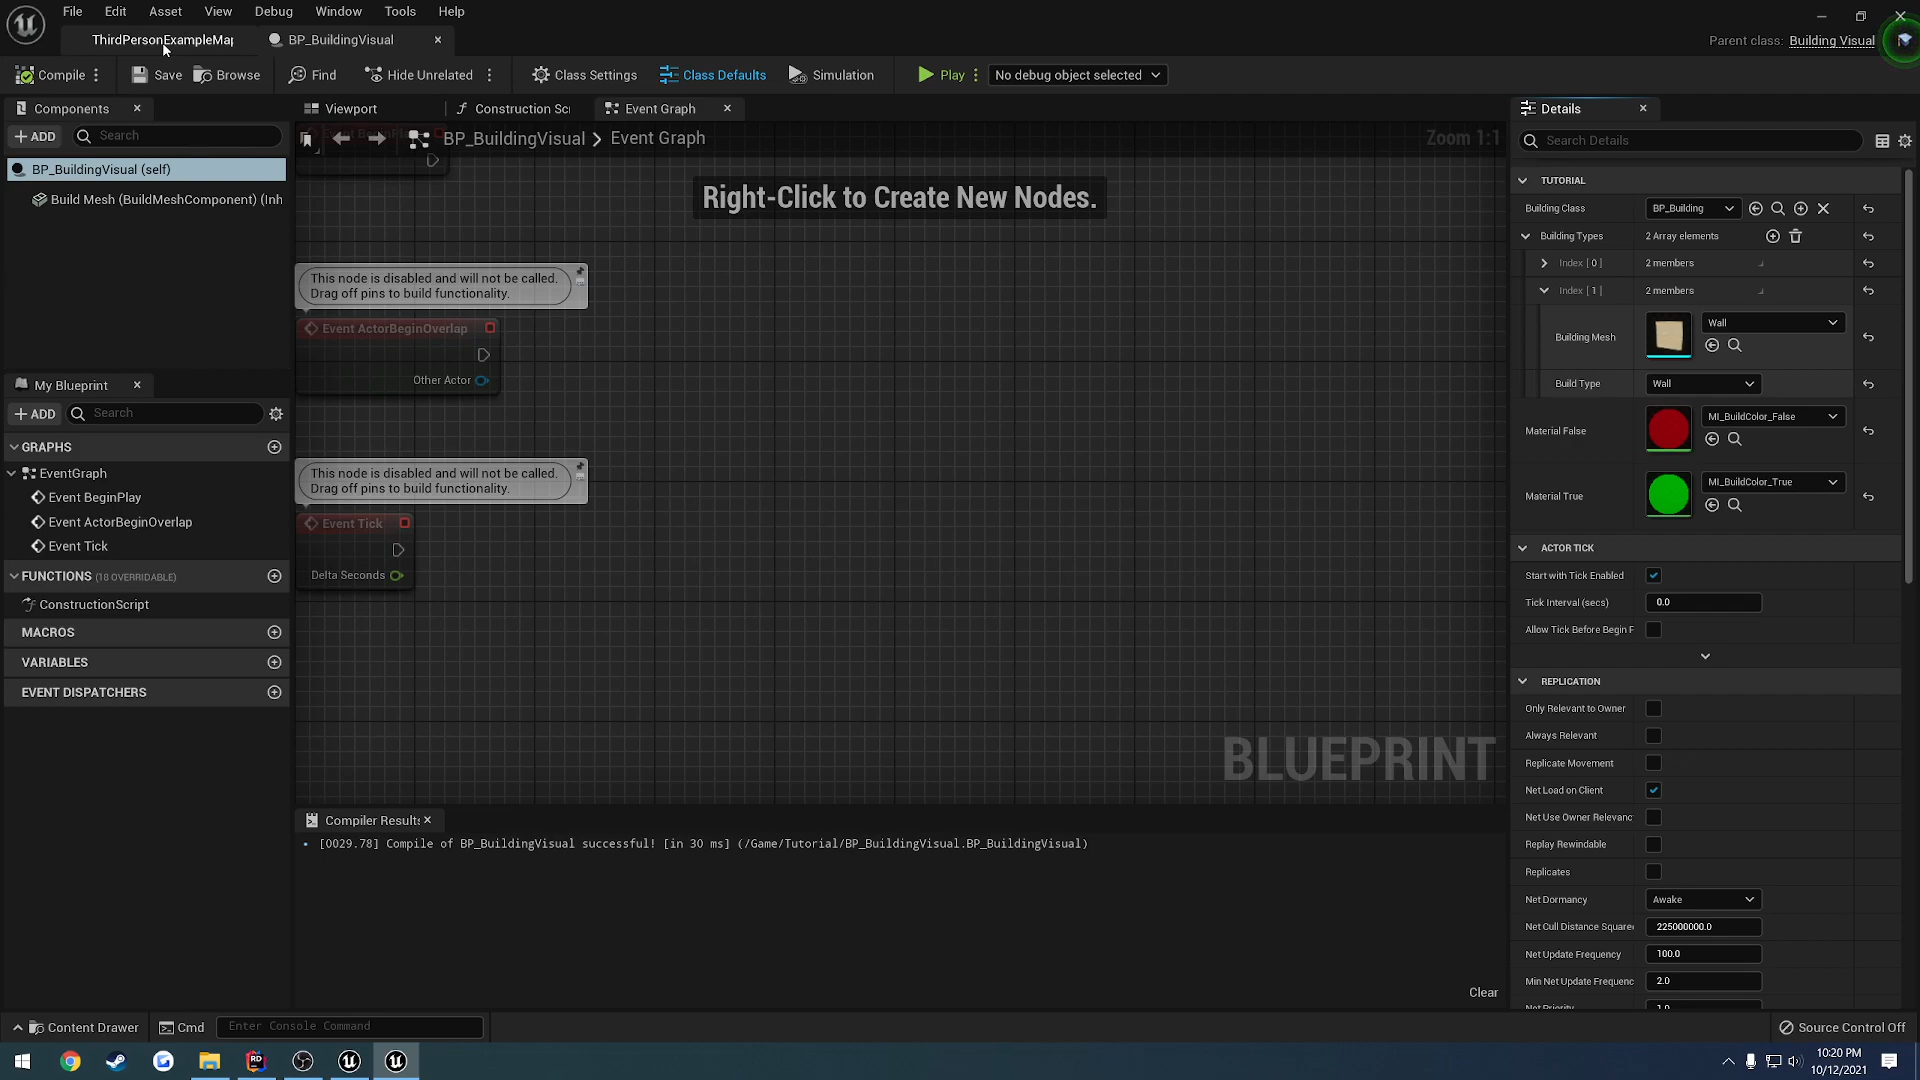 File Edit Asset View Debug Window Tools Help
ThirdPersonExampleMap BP_BuildingVisual
Parent class: Building Visual
Compile Save Browse Find Hide Unrelated Class Settings Class Defaults Simulation Play No debug object selected
Components
ADD Search
BP_BuildingVisual (self)
Build Mesh (BuildMeshComponent) (Inh
My Blueprint
ADD Search
GRAPHS
EventGraph
Event BeginPlay
Event ActorBeginOverlap
Event Tick
FUNCTIONS (18 OVERRIDABLE)
ConstructionScript
MACROS
VARIABLES
EVENT DISPATCHERS
Viewport Construction Scr Event Graph
BP_BuildingVisual > Event Graph
Zoom 1:1
Right-Click to Create New Nodes.
This node is disabled and will not be called.
Drag off pins to build functionality.
Event ActorBeginOverlap
Other Actor
This node is disabled and will not be called.
Drag off pins to build functionality.
Event Tick
Delta Seconds
BLUEPRINT
Compiler Results
[0029.78] Compile of BP_BuildingVisual successful! [in 30 ms] (/Game/Tutorial/BP_BuildingVisual.BP_BuildingVisual)
Clear
Details
Search Details
TUTORIAL
Building Class BP_Building
Building Types 2 Array elements
Index [ 0 ] 2 members
Index [ 1 ] 2 members
Building Mesh Wall
Build Type Wall
Material False MI_BuildColor_False
Material True MI_BuildColor_True
ACTOR TICK
Start with Tick Enabled
Tick Interval (secs) 0.0
Allow Tick Before Begin P
REPLICATION
Only Relevant to Owner
Always Relevant
Replicate Movement
Net Load on Client
Net Use Owner Relevanc
Replay Rewindable
Replicates
Net Dormancy Awake
Net Cull Distance Squared 225000000.0
Net Update Frequency 100.0
Min Net Update Frequenc 2.0
Net Priority 1.0
Content Drawer Cmd Enter Console Command
Source Control Off
10:20 PM
10/12/2021